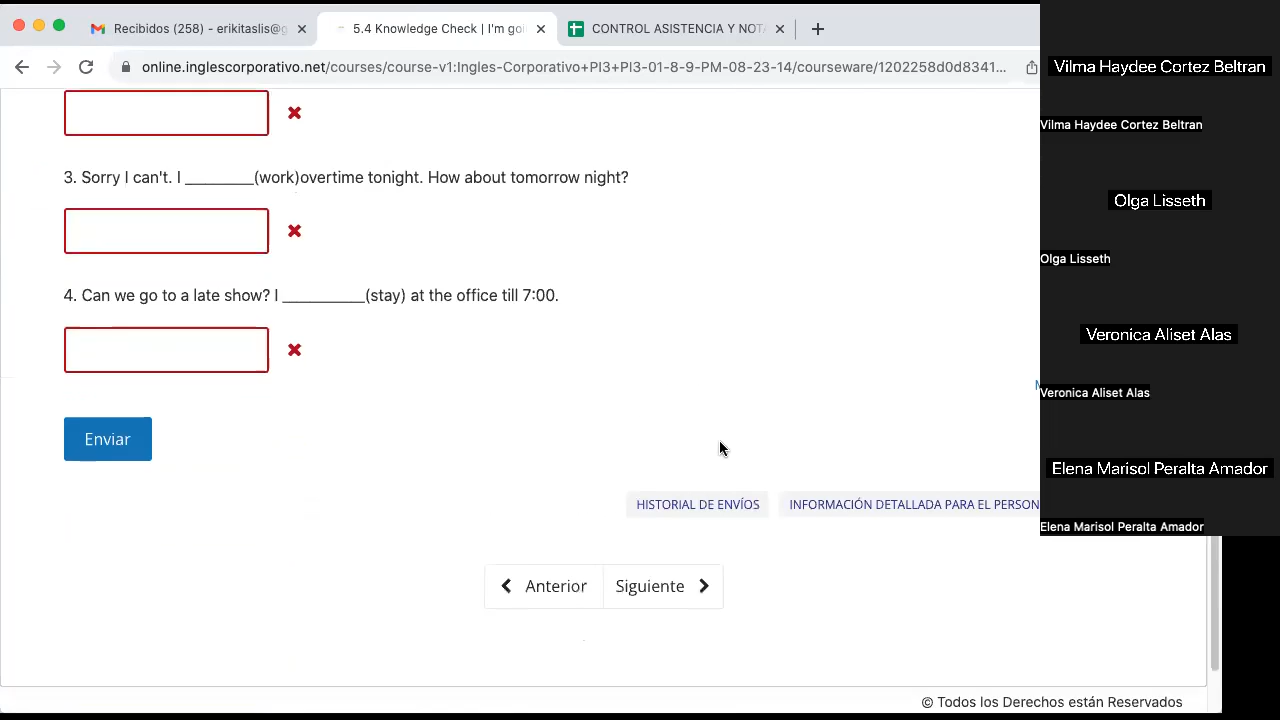 Recibidos (258) - erikitaslis@g
5.4 Knowledge Check | I'm goi
CONTROL ASISTENCIA Y NOTA
online.inglescorporativo.net/courses/course-v1:Ingles-Corporativo+PI3+PI3-01-8-9-PM-08-23-14/courseware/1202258d0d8341...
3. Sorry I can't. I ________(work)overtime tonight. How about tomorrow night?
4. Can we go to a late show? I __________(stay) at the office till 7:00.
Enviar
HISTORIAL DE ENVÍOS
INFORMACIÓN DETALLADA PARA EL PERSON
Anterior
Siguiente
© Todos los Derechos están Reservados
Vilma Haydee Cortez Beltran
Vilma Haydee Cortez Beltran
Olga Lisseth
Olga Lisseth
Veronica Aliset Alas
Veronica Aliset Alas
Elena Marisol Peralta Amador
Elena Marisol Peralta Amador